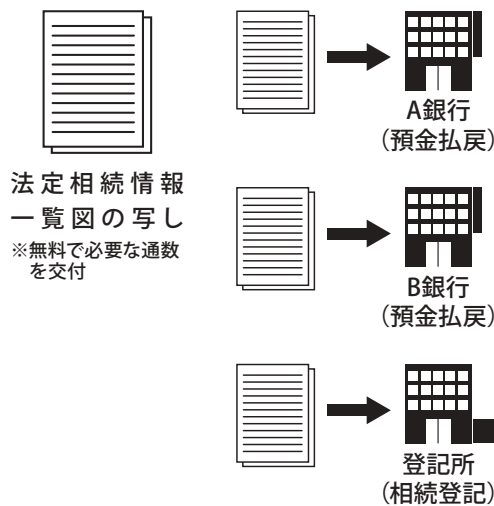 法定相続情報
一覧図の写し
※無料で必要な通数
を交付
A銀行
（預金払戻）
B銀行
（預金払戻）
登記所
（相続登記）